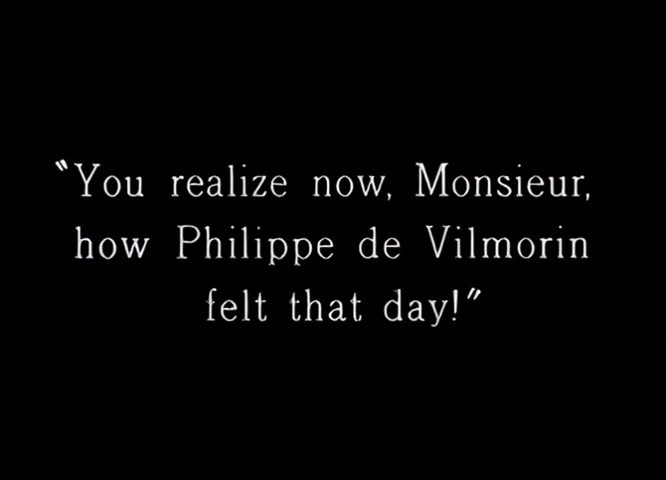 “You realize now, Monsieur,
how Philippe de Vilmorin
felt that day!”